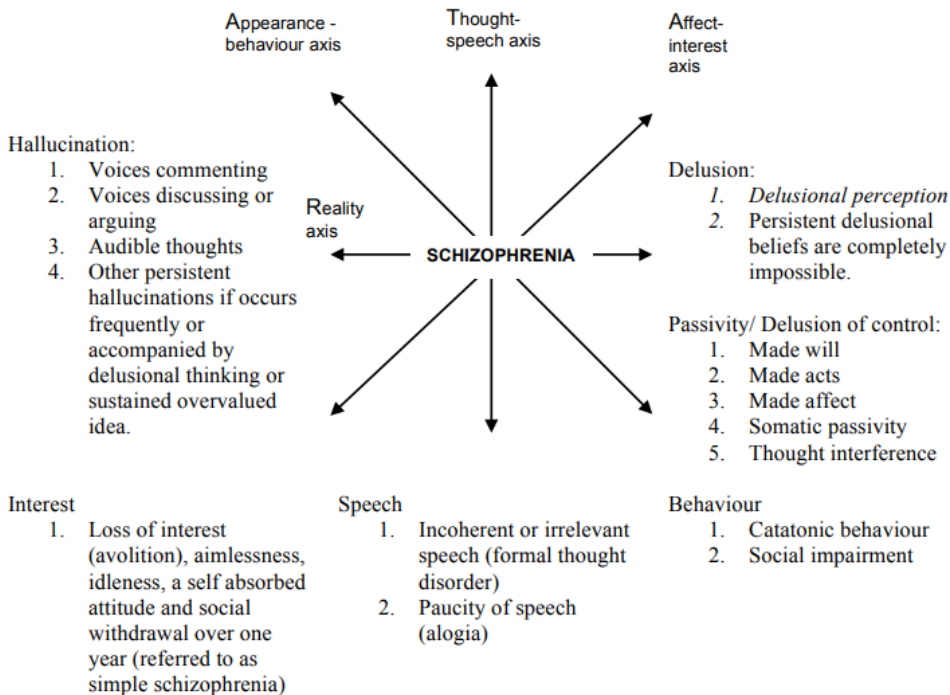 Appearance -
behaviour axis
Thought-
speech axis
Affect-
interest
axis
Hallucination:
1. Voices commenting
2. Voices discussing or
arguing
3. Audible thoughts
4. Other persistent
hallucinations if occurs
frequently or
accompanied by
delusional thinking or
sustained overvalued
idea.
Reality
axis
SCHIZOPHRENIA
Delusion:
1. Delusional perception
2. Persistent delusional
beliefs are completely
impossible.
Passivity/ Delusion of control:
1. Made will
2. Made acts
3. Made affect
4. Somatic passivity
5. Thought interference
Interest
1. Loss of interest
(avolition), aimlessness,
idleness, a self absorbed
attitude and social
withdrawal over one
year (referred to as
simple schizophrenia)
Speech
1. Incoherent or irrelevant
speech (formal thought
disorder)
2. Paucity of speech
(alogia)
Behaviour
1. Catatonic behaviour
2. Social impairment